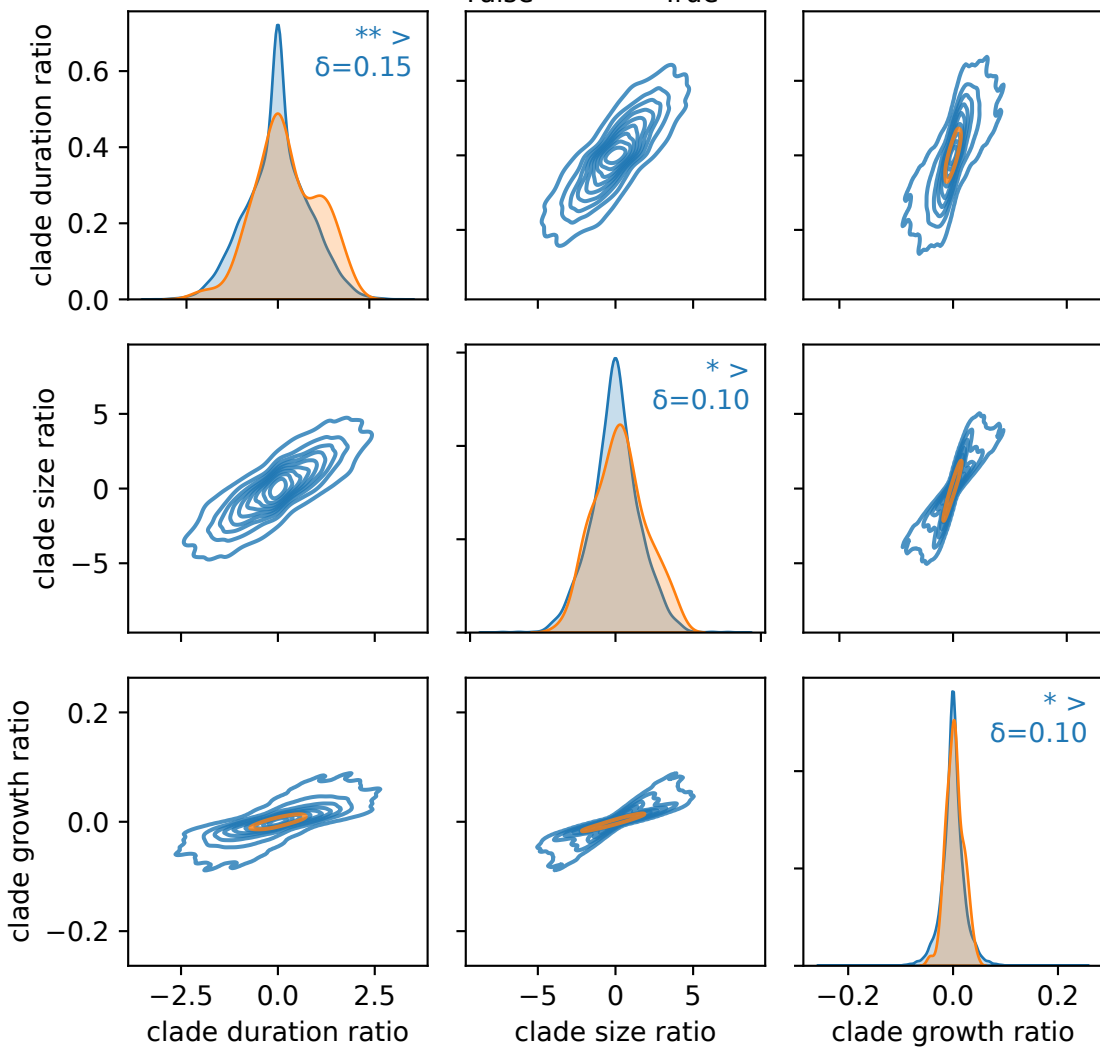 ** >
δ=0.15
clade duration ratio
0.6
0.4
0.2
0.0
* >
δ=0.10
clade size ratio
5
0
−5
* >
δ=0.10
clade growth ratio
0.2
0.0
−0.2
−2.5 0.0 2.5
−5 0 5
−0.2 0.0 0.2
clade duration ratio
clade size ratio
clade growth ratio